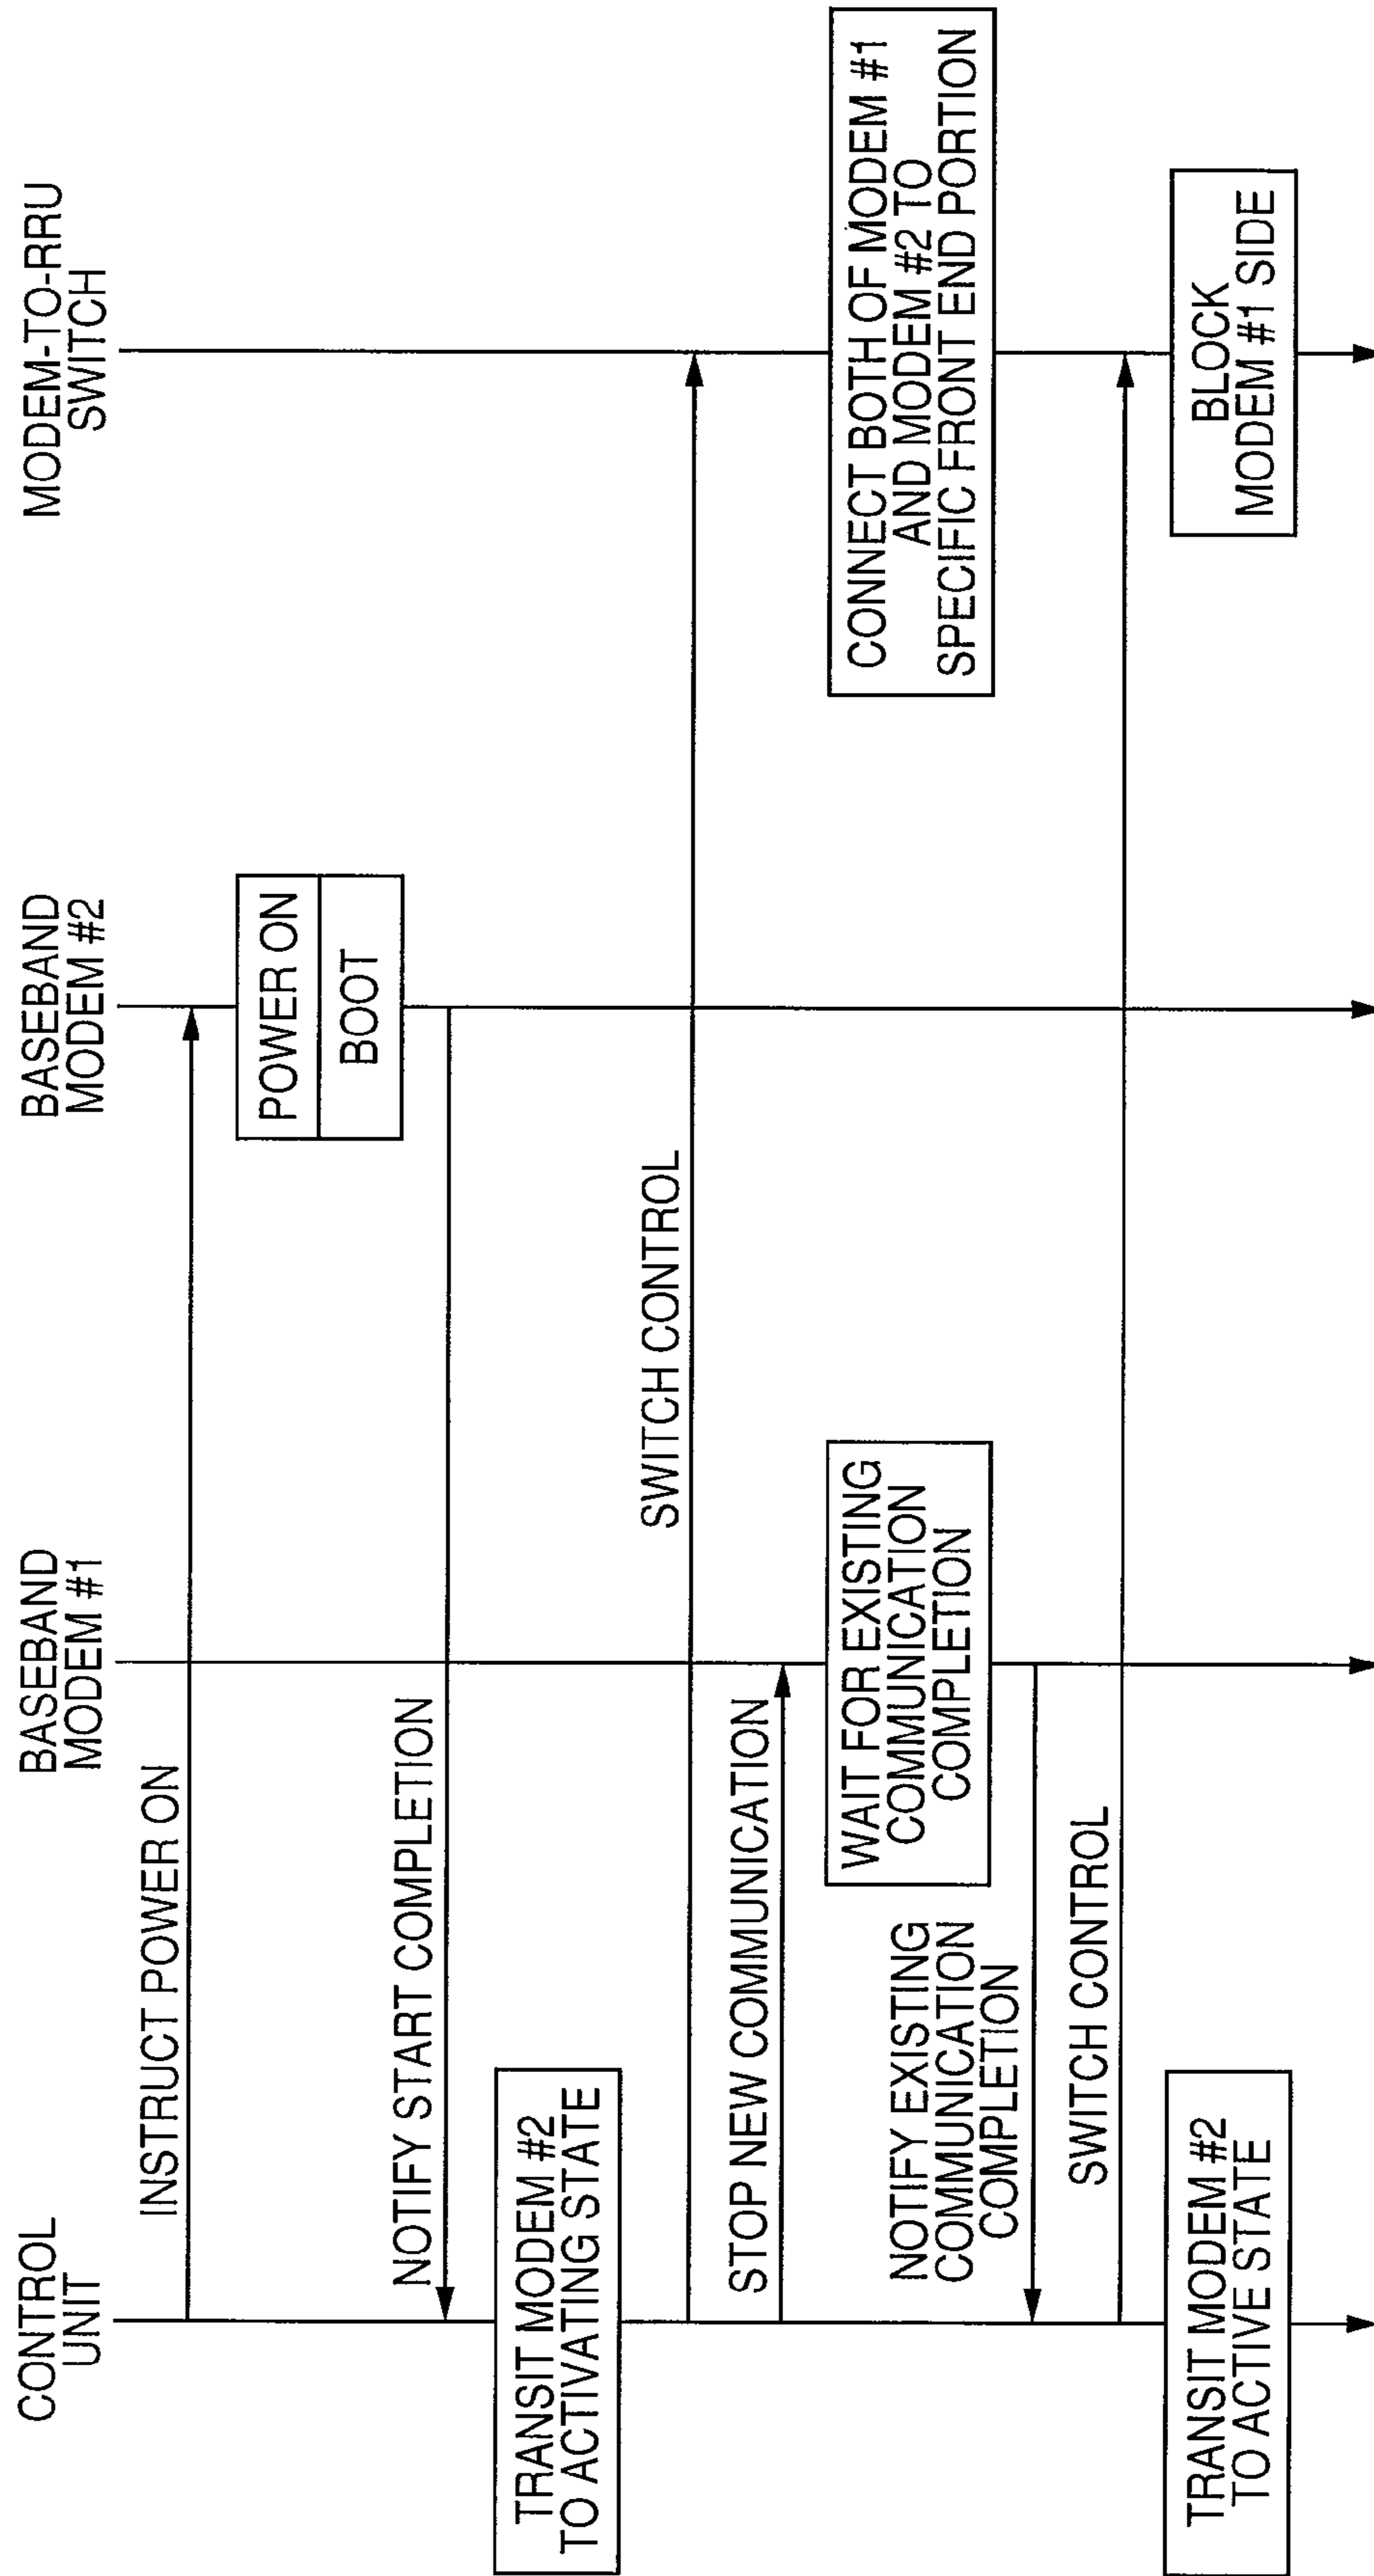 CONTROL
UNIT
BASEBAND
MODEM #1
BASEBAND
MODEM #2
MODEM-TO-RRU
SWITCH
INSTRUCT POWER ON
POWER ON
BOOT
NOTIFY START COMPLETION
TRANSIT MODEM #2
TO ACTIVATING STATE
SWITCH CONTROL
STOP NEW COMMUNICATION
WAIT FOR EXISTING
COMMUNICATION
COMPLETION
CONNECT BOTH OF MODEM #1
AND MODEM #2 TO
SPECIFIC FRONT END PORTION
NOTIFY EXISTING
COMMUNICATION
COMPLETION
SWITCH CONTROL
TRANSIT MODEM #2
TO ACTIVE STATE
BLOCK
MODEM #1 SIDE